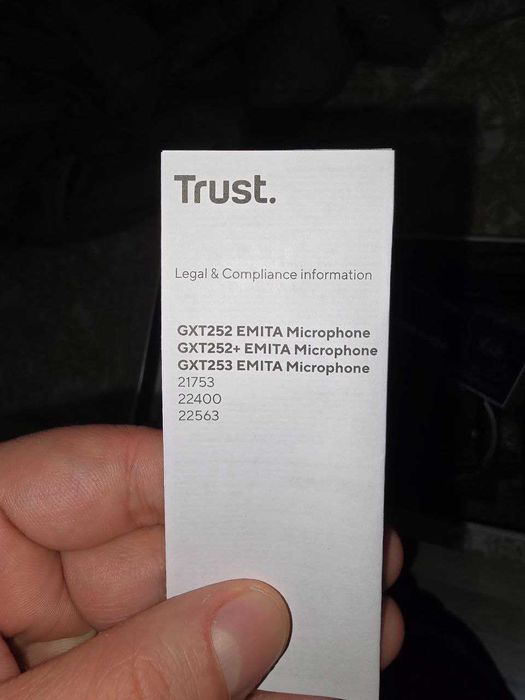 Trust.
Legal & Compliance information
GXT252 EMITA Microphone
GXT252+ EMITA Microphone
GXT253 EMITA Microphone
21753
22400
22563